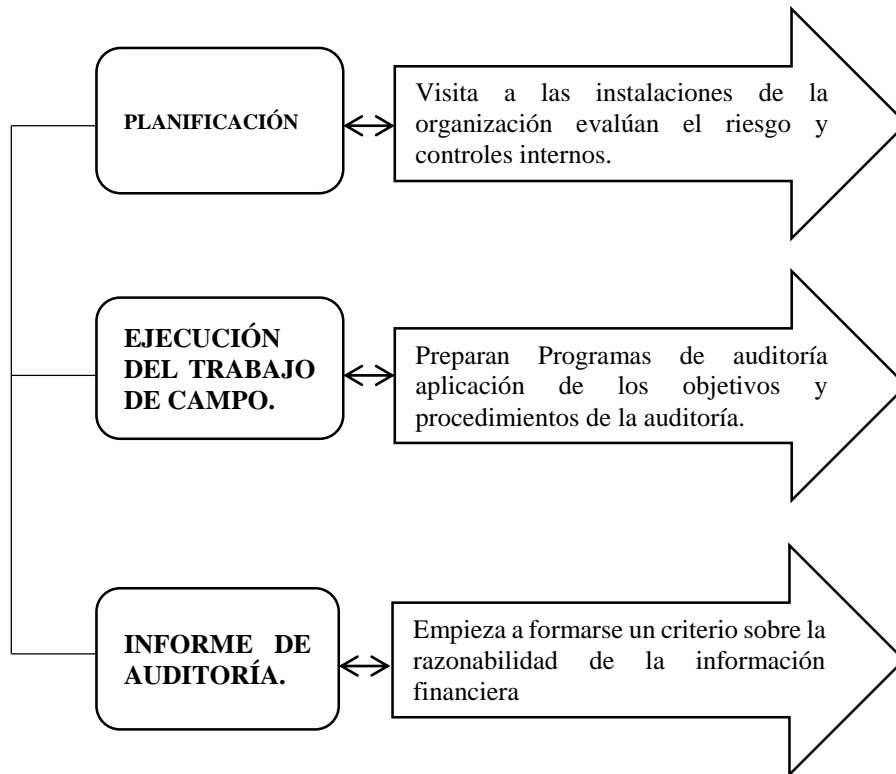 PLANIFICACIÓN
Visita a las instalaciones de la
organización evalúan el riesgo y
controles internos.
EJECUCIÓN
DEL TRABAJO
DE CAMPO.
Preparan Programas de auditoría
aplicación de los objetivos y
procedimientos de la auditoría.
INFORME DE
AUDITORÍA.
Empieza a formarse un criterio sobre la
razonabilidad de la información
financiera